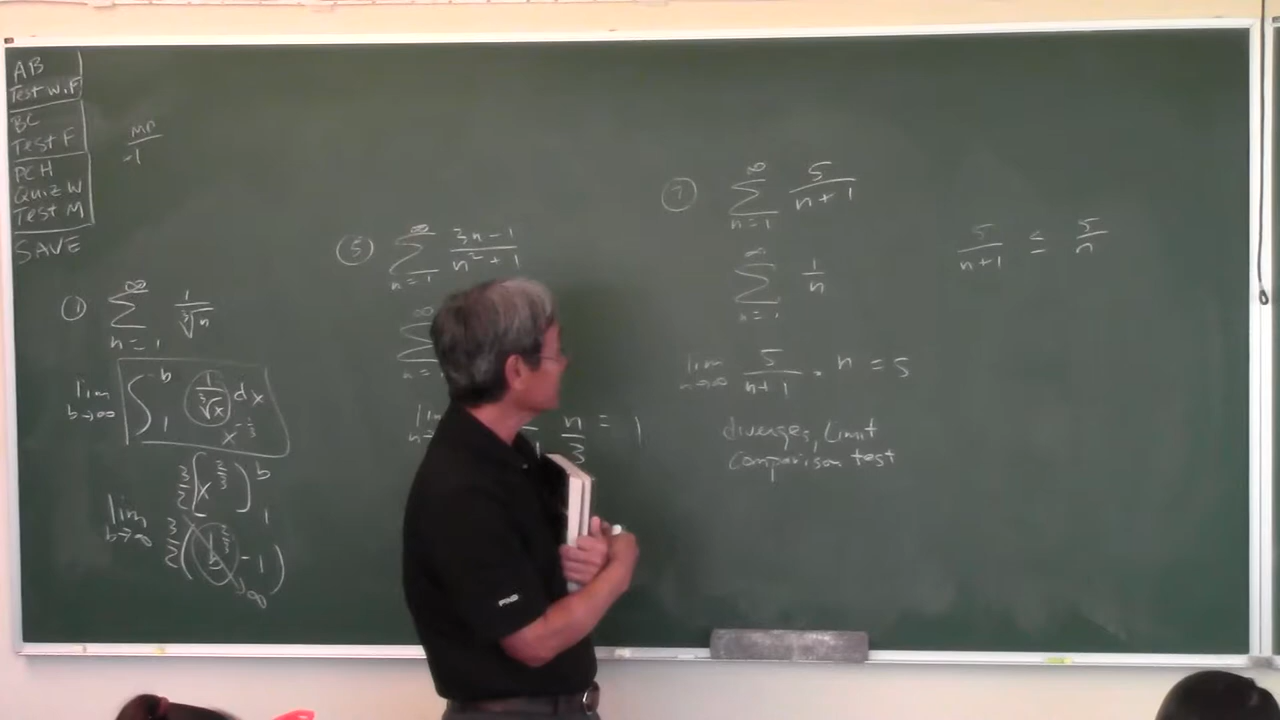 AB
Test W.F
BC
Test F
PCH
Quiz W
Test M
SAVE
MP
-1
① ∞ Σ n=1 1/∛n
lim b→∞ ∫ b 1 1/∛x dx
x^-1/3
3/2 [x^2/3] b 1
lim b→∞ 3/2 (b^2/3 - 1)
∞
⑤ ∞ Σ n=1 3n-1/n²+1
∞ Σ n=
lim n/3 = 1
⑦ ∞ Σ n=1 5/n+1
∞ Σ n=1 1/n
lim n→∞ 5/n+1 · n = 5
diverges, Limit
comparison test
5/n+1 ≤ 5/n
PING